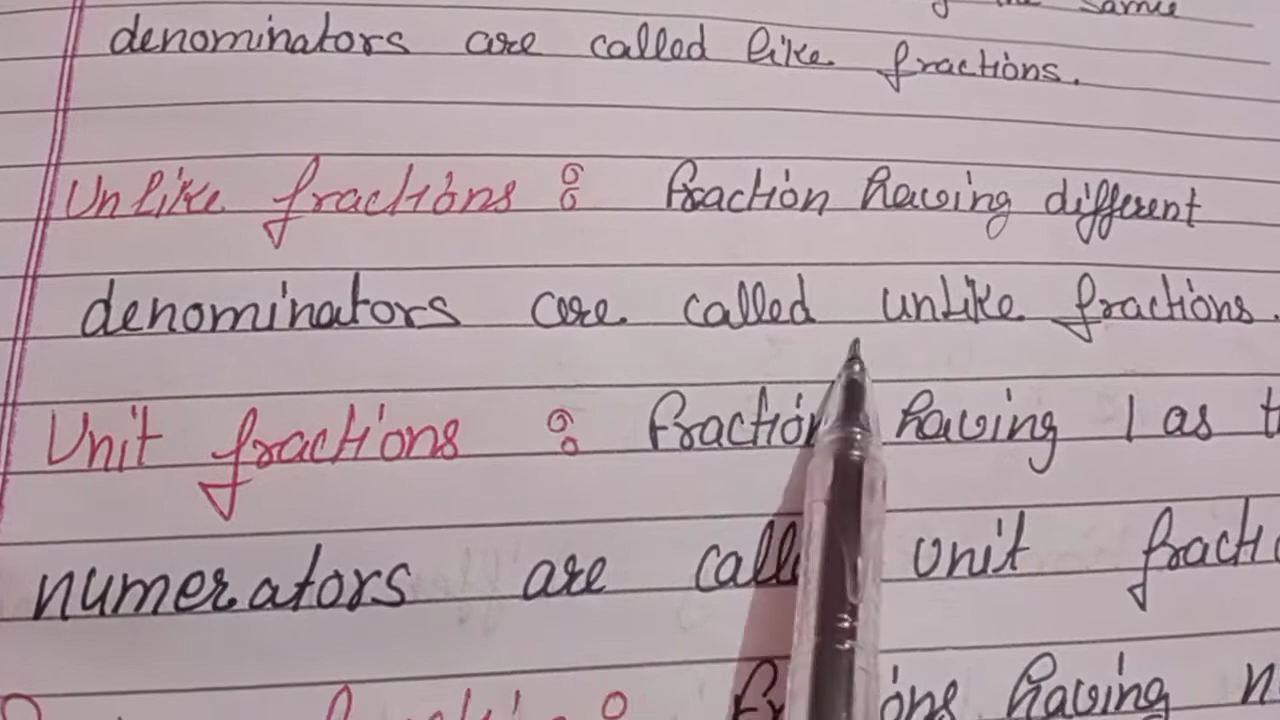 same
denominators are called like fractions.
Unlike fractions : fraction having different
denominators are called unlike fractions.
Unit fractions : fraction having 1 as
numerators are unit
having